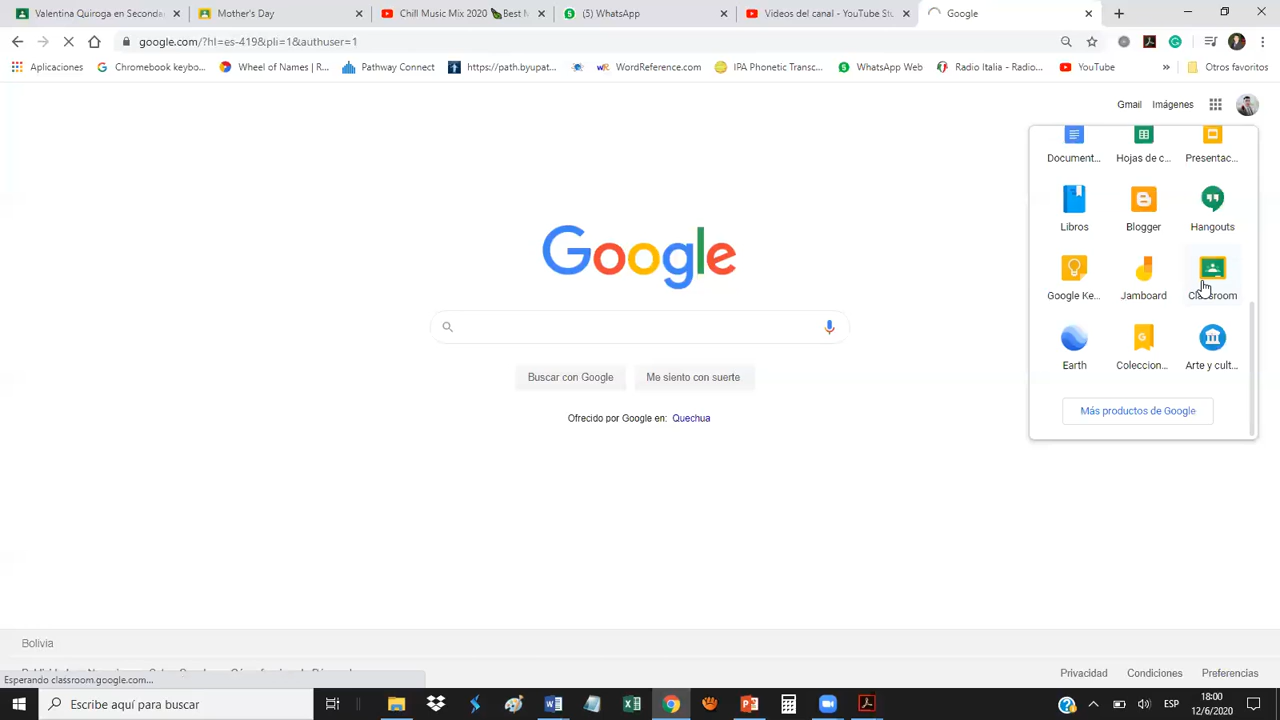 Valentina Quiroga en Seconda
Mother's Day
Chill Music Mix 2020 Best M
(5) WhatsApp
Videos del canal - YouTube Stu
Google
google.com/?hl=es-419&pli=1&authuser=1
Aplicaciones
Chromebook keybo...
Wheel of Names | R...
Pathway Connect
https://path.byupat...
WordReference.com
IPA Phonetic Transc...
WhatsApp Web
Radio Italia - Radio...
YouTube
»
Otros favoritos
Gmail
Imágenes
Document...
Hojas de c...
Presentac...
Libros
Blogger
Hangouts
Google Ke...
Jamboard
Classroom
Earth
Coleccion...
Arte y cult...
Más productos de Google
Google
Buscar con Google
Me siento con suerte
Ofrecido por Google en: Quechua
Bolivia
Privacidad
Condiciones
Preferencias
Esperando classroom.google.com...
Escribe aquí para buscar
ESP
18:00
12/6/2020